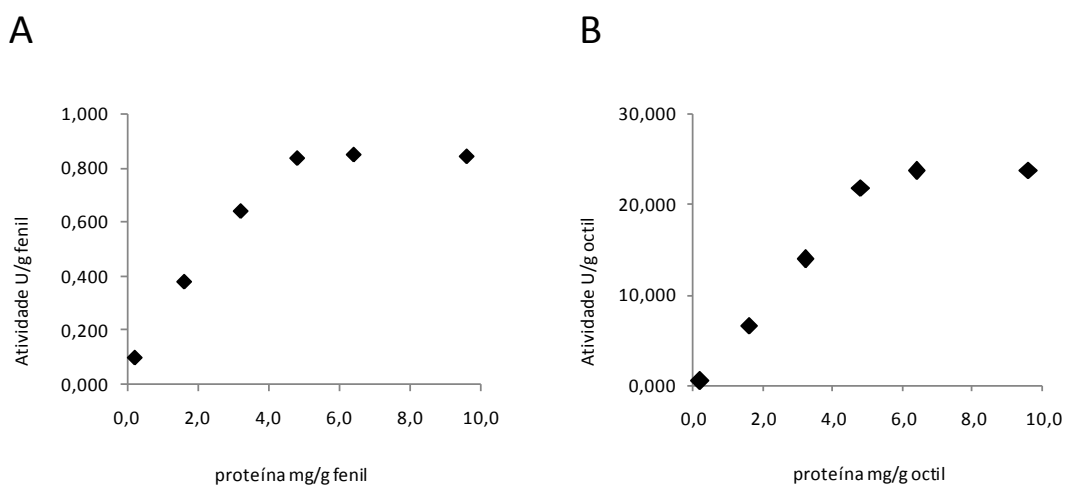 A
1,000
0,800
0,600
0,400
0,200
0,000
Atividade U/g fenil
0,0 2,0 4,0 6,0 8,0 10,0
proteína mg/g fenil
B
30,000
20,000
10,000
0,000
Atividade U/g octil
0,0 2,0 4,0 6,0 8,0 10,0
proteína mg/g octil